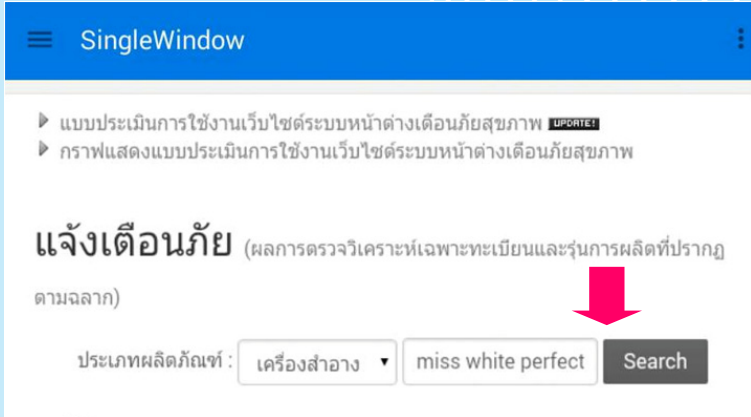 SingleWindow
แบบประเมินการใช้งานเว็บไซต์ระบบหน้าต่างเตือนภัยสุขภาพ UPDATE!
กราฟแสดงแบบประเมินการใช้งานเว็บไซต์ระบบหน้าต่างเตือนภัยสุขภาพ
แจ้งเตือนภัย (ผลการตรวจวิเคราะห์เฉพาะทะเบียนและรุ่นการผลิตที่ปรากฏ
ตามฉลาก)
ประเภทผลิตภัณฑ์ : เครื่องสำอาง miss white perfect Search